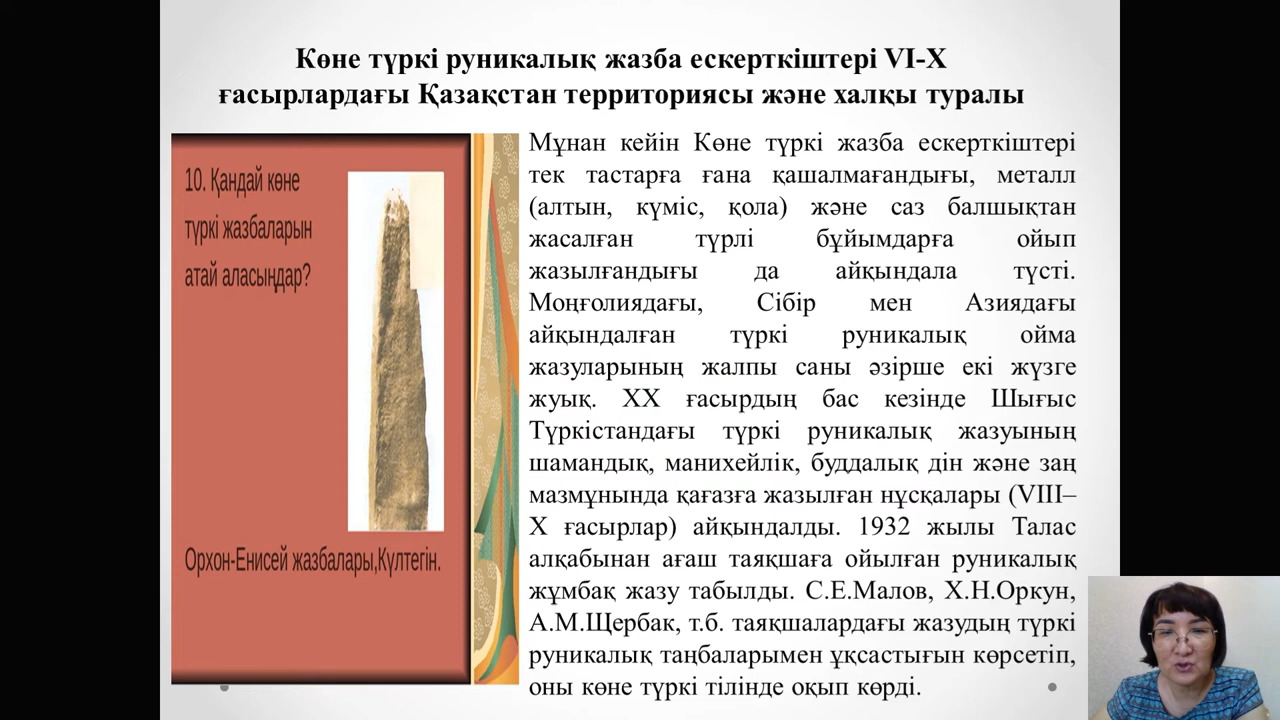 Көне түркі руникалық жазба ескерткіштері VI-X
ғасырлардағы Қазақстан территориясы және халқы туралы
10. Қандай көне
түркі жазбаларын
атай аласыңдар?
Орхон-Енисей жазбалары,Күлтегін.
Мұнан кейін Көне түркі жазба ескерткіштері
тек тастарға ғана қашалмағандығы, металл
(алтын, күміс, қола) және саз балшықтан
жасалған түрлі бұйымдарға ойып
жазылғандығы да айқындала түсті.
Моңғолиядағы, Сібір мен Азиядағы
айқындалған түркі руникалық ойма
жазуларының жалпы саны әзірше екі жүзге
жуық. XX ғасырдың бас кезінде Шығыс
Түркістандағы түркі руникалық жазуының
шамандық, манихейлік, буддалық дін және заң
мазмұнында қағазға жазылған нұсқалары (VIII–
X ғасырлар) айқындалды. 1932 жылы Талас
алқабынан ағаш таяқшаға ойылған руникалық
жұмбақ жазу табылды. С.Е.Малов, Х.Н.Оркун,
А.М.Щербак, т.б. таяқшалардағы жазудың түркі
руникалық таңбаларымен ұқсастығын көрсетіп,
оны көне түркі тілінде оқып көрді.